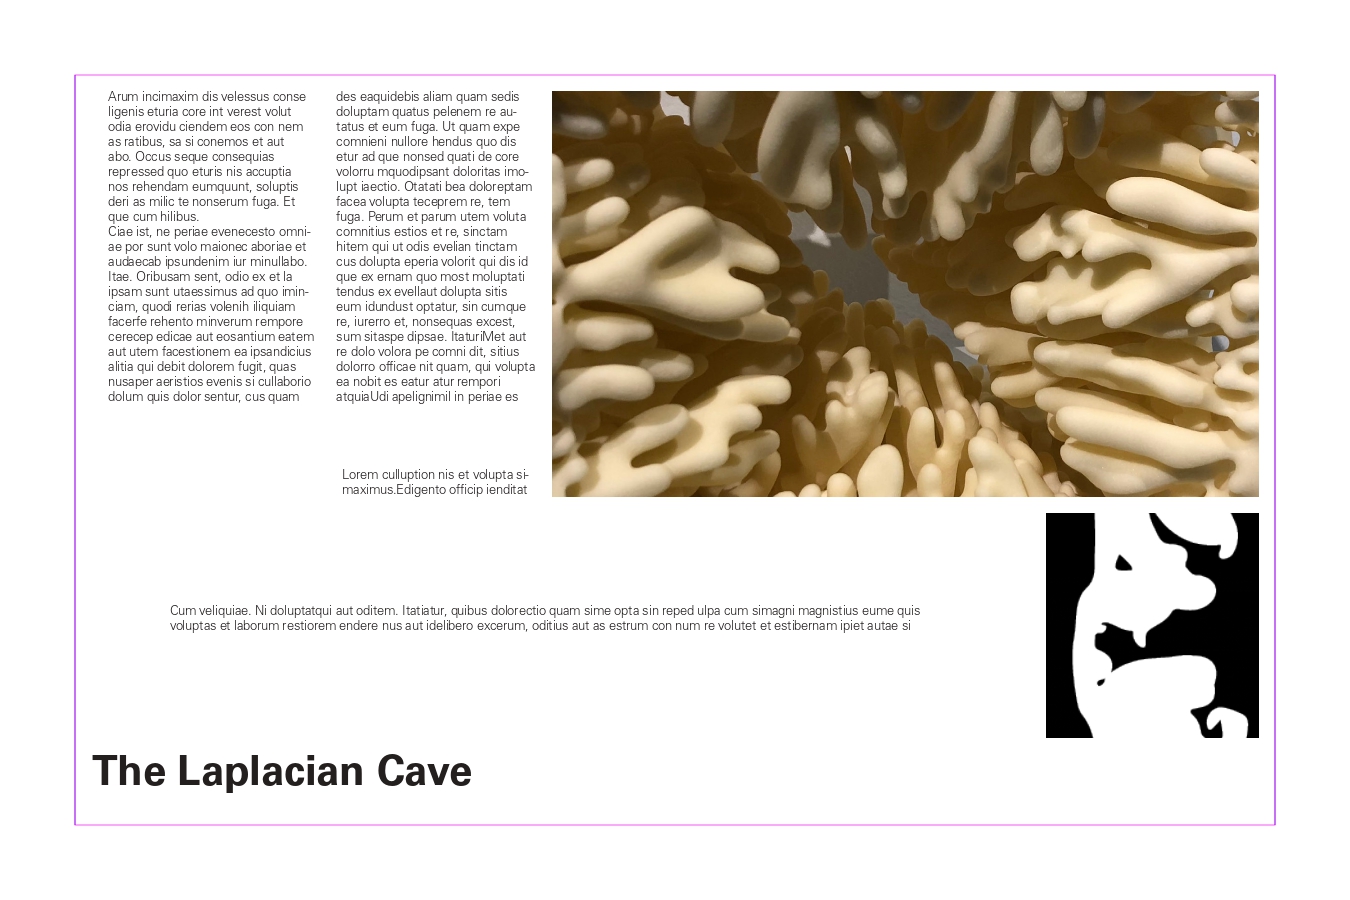 Arum incimaxim dis velessus conse
ligenis eturia core int verest volut
odia erovidu ciendem eos con nem
as ratibus, sa si conemos et aut
abo. Occus seque consequias
repressed quo eturis nis accuptia
nos rehendam eumquunt, soluptis
deri as milic te nonserum fuga. Et
que cum hilibus.
Ciae ist, ne periae evenecesto omni-
ae por sunt volo maionec aboriae et
audaecab ipsundenim iur minullabo.
Itae. Oribusam sent, odio ex et la
ipsam sunt utaessimus ad quo imin-
ciam, quodi rerias volenih iliquiam
facerfe rehento minverum rempore
cerecep edicae aut eosantium eatem
aut utem facestionem ea ipsandicius
alitia qui debit dolorem fugit, quas
nusaper aeristios evenis si cullaborio
dolum quis dolor sentur, cus quam
des eaquidebis aliam quam sedis
doluptam quatus pelenem re au-
tatus et eum fuga. Ut quam expe
comnieni nullore hendus quo dis
etur ad que nonsed quati de core
volorru mquodipsant doloritas imo-
lupt iaectio. Otatati bea doloreptam
facea volupta teceprem re, tem
fuga. Perum et parum utem voluta
comnitius estios et re, sinctam
hitem qui ut odis evelian tinctam
cus dolupta eperia volorit qui dis id
que ex ernam quo most moluptati
tendus ex evellaut dolupta sitis
eum idundust optatur, sin cumque
re, iurerro et, nonsequas excest,
sum sitaspe dipsae. ItaturiMet aut
re dolo volora pe comni dit, sitius
dolorro officae nit quam, qui volupta
ea nobit es eatur atur rempori
atquiaUdi apelignimil in periae es
Lorem culluption nis et volupta si-
maximus.Edigento officip ienditat
Cum veliquiae. Ni doluptatqui aut oditem. Itatiatur, quibus dolorectio quam sime opta sin reped ulpa cum simagni magnistius eume quis
voluptas et laborum restiorem endere nus aut idelibero excerum, oditius aut as estrum con num re volutet et estibernam ipiet autae si
The Laplacian Cave